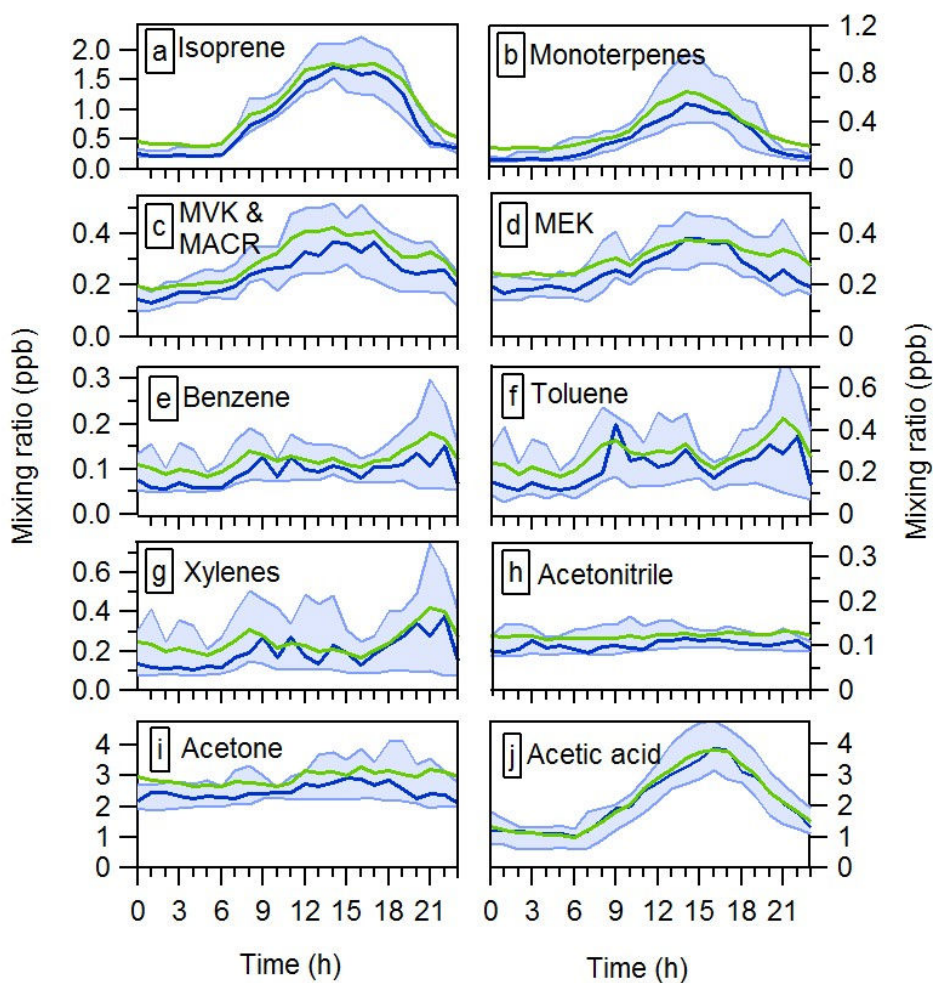 a Isoprene
2.0
1.5
1.0
0.5
0.0
b Monoterpenes
1.2
0.8
0.4
0
c MVK &
MACR
0.4
0.2
0.0
d MEK
0.4
0.2
0
e Benzene
0.3
0.2
0.1
0.0
f Toluene
0.6
0.4
0.2
0
g Xylenes
0.6
0.4
0.2
0.0
h Acetonitrile
0.3
0.2
0.1
0
i Acetone
4
3
2
1
0
j Acetic acid
4
3
2
1
0
Mixing ratio (ppb)
Mixing ratio (ppb)
0 3 6 9 12 15 18 21
0 3 6 9 12 15 18 21
Time (h)
Time (h)